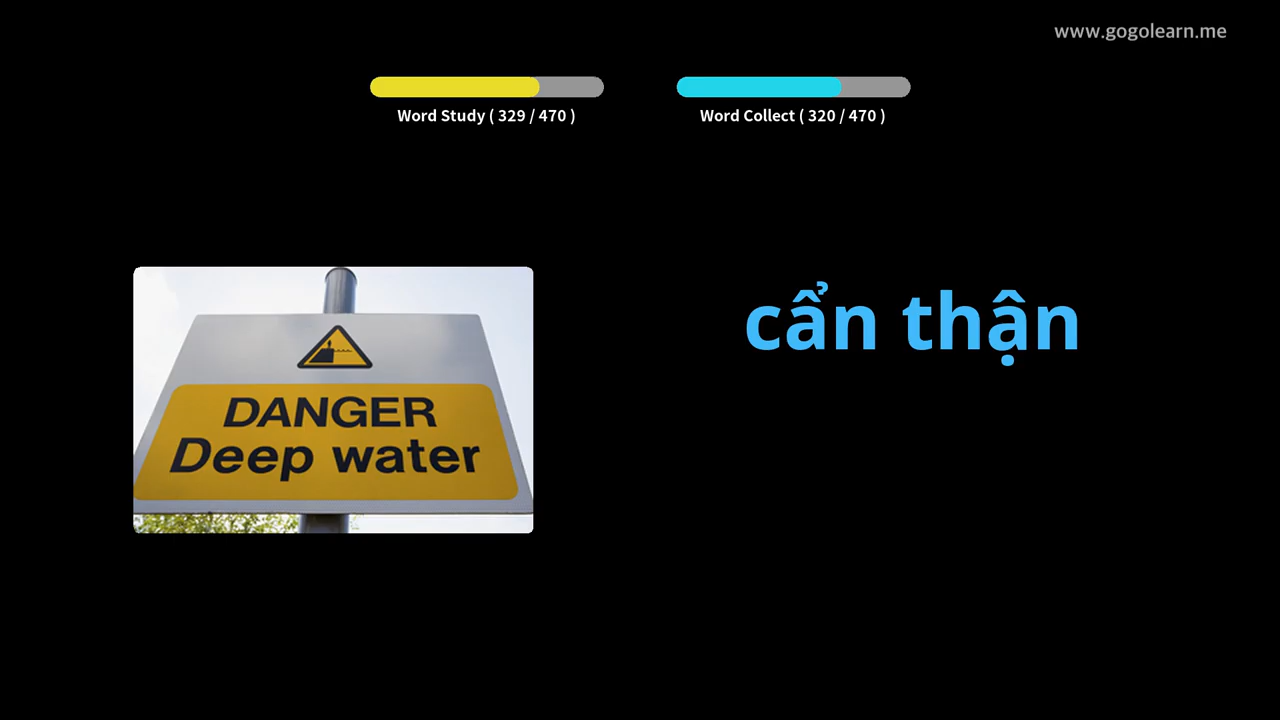 www.gogolearn.me
Word Study ( 329 / 470 )
Word Collect ( 320 / 470 )
DANGER
Deep water
cẩn thận